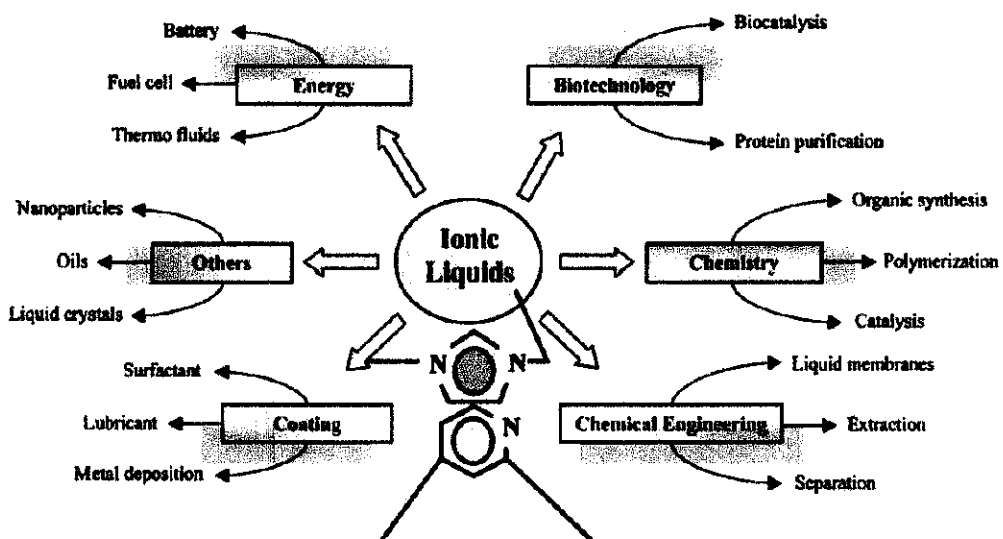 Battery
Fuel cell
Thermo fluids
Energy
Biocatalysis
Biotechnology
Protein purification
Nanoparticles
Oils
Liquid crystals
Others
Ionic
Liquids
Organic synthesis
Chemistry
Polymerization
Catalysis
Surfactant
Lubricant
Metal deposition
Coating
N
N
N
Liquid membranes
Chemical Engineering
Extraction
Separation